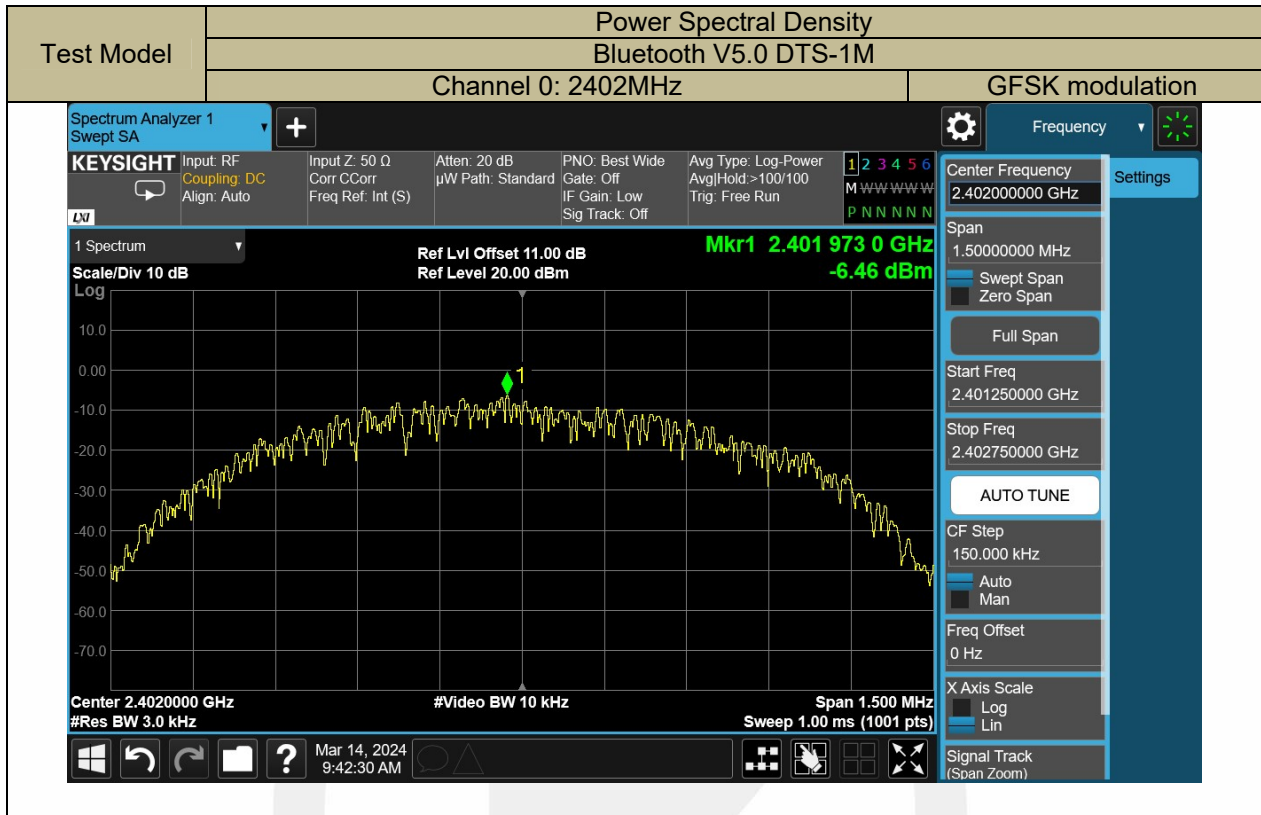 Test Model
Power Spectral Density
Bluetooth V5.0 DTS-1M
Channel 0: 2402MHz
GFSK modulation
Spectrum Analyzer 1
Swept SA
Frequency
KEYSIGHT
LXI
Input: RF
Coupling: DC
Align: Auto
Input Z: 50 Ω
Corr CCorr
Freq Ref: Int (S)
Atten: 20 dB
µW Path: Standard
PNO: Best Wide
Gate: Off
IF Gain: Low
Sig Track: Off
Avg Type: Log-Power
Avg|Hold:>100/100
Trig: Free Run
1 2 3 4 5 6
M W W W W W
P N N N N N
1 Spectrum
Scale/Div 10 dB
Log
Ref Lvl Offset 11.00 dB
Ref Level 20.00 dBm
Mkr1 2.401 973 0 GHz
-6.46 dBm
10.0
0.00
-10.0
-20.0
-30.0
-40.0
-50.0
-60.0
-70.0
1
Center 2.4020000 GHz
#Res BW 3.0 kHz
#Video BW 10 kHz
Span 1.500 MHz
Sweep 1.00 ms (1001 pts)
?
Mar 14, 2024
9:42:30 AM
Center Frequency
2.402000000 GHz
Span
1.50000000 MHz
Swept Span
Zero Span
Full Span
Start Freq
2.401250000 GHz
Stop Freq
2.402750000 GHz
AUTO TUNE
CF Step
150.000 kHz
Auto
Man
Freq Offset
0 Hz
X Axis Scale
Log
Lin
Signal Track
(Span Zoom)
Settings